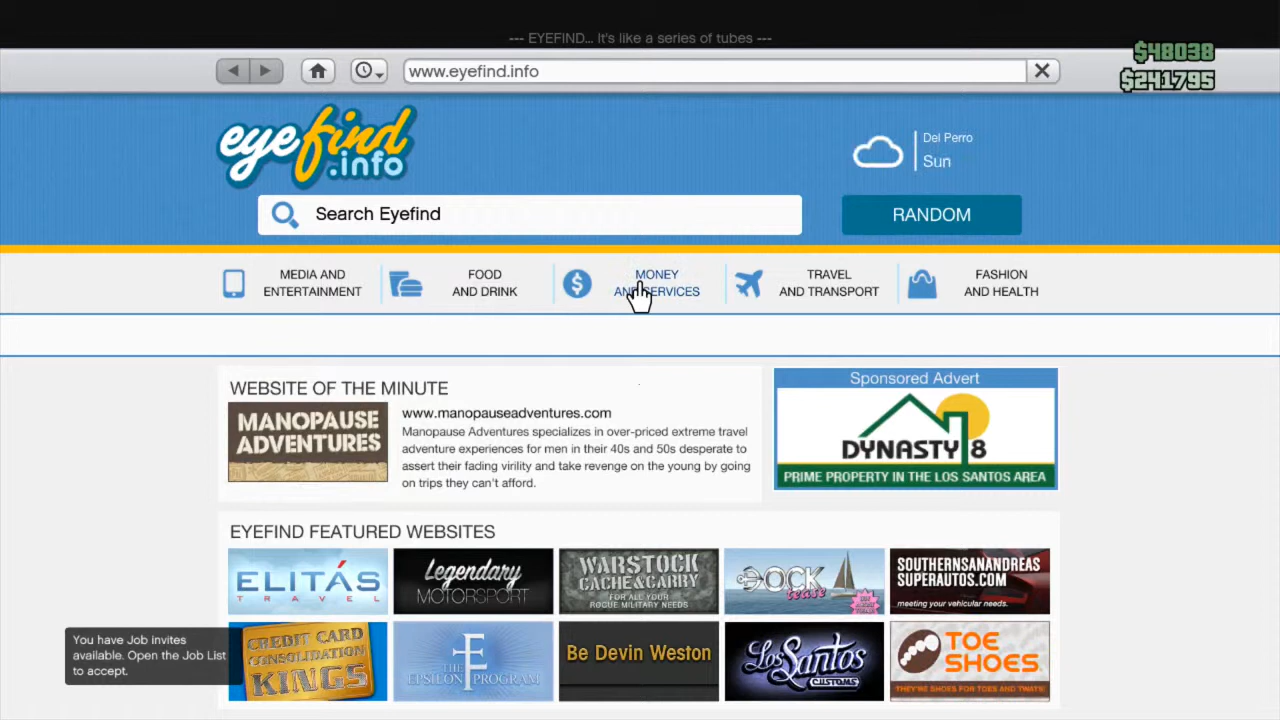 --- EYEFIND... It's like a series of tubes ---
www.eyefind.info
$48038
$241795
eyefind
.info
Del Perro
Sun
Search Eyefind
RANDOM
MEDIA AND
ENTERTAINMENT
FOOD
AND DRINK
MONEY
AND SERVICES
TRAVEL
AND TRANSPORT
FASHION
AND HEALTH
WEBSITE OF THE MINUTE
MANOPAUSE
ADVENTURES
www.manopauseadventures.com
Manopause Adventures specializes in over-priced extreme travel
adventure experiences for men in their 40s and 50s desperate to
assert their fading virility and take revenge on the young by going
on trips they can't afford.
Sponsored Advert
DYNASTY 8
PRIME PROPERTY IN THE LOS SANTOS AREA
EYEFIND FEATURED WEBSITES
ELITÁS
TRAVEL
Legendary
MOTORSPORT
WARSTOCK
CACHE & CARRY
FOR ALL YOUR
ROGUE MILITARY NEEDS
DOCK
tease
SOUTHERNSANANDREAS
SUPERAUTOS.COM
meeting your vehicular needs.
CREDIT CARD
CONSOLIDATION
KINGS
THE
EPSILON PROGRAM
Be Devin Weston
Los Santos
CUSTOMS
TOE
SHOES
THEY'RE SHOES FOR TOES AND TWATS!
You have Job invites
available. Open the Job List
to accept.